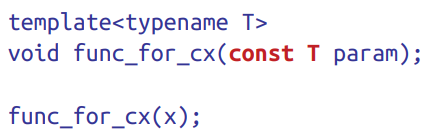 template<typename T>
void func_for_cx(const T param);
func_for_cx(x);